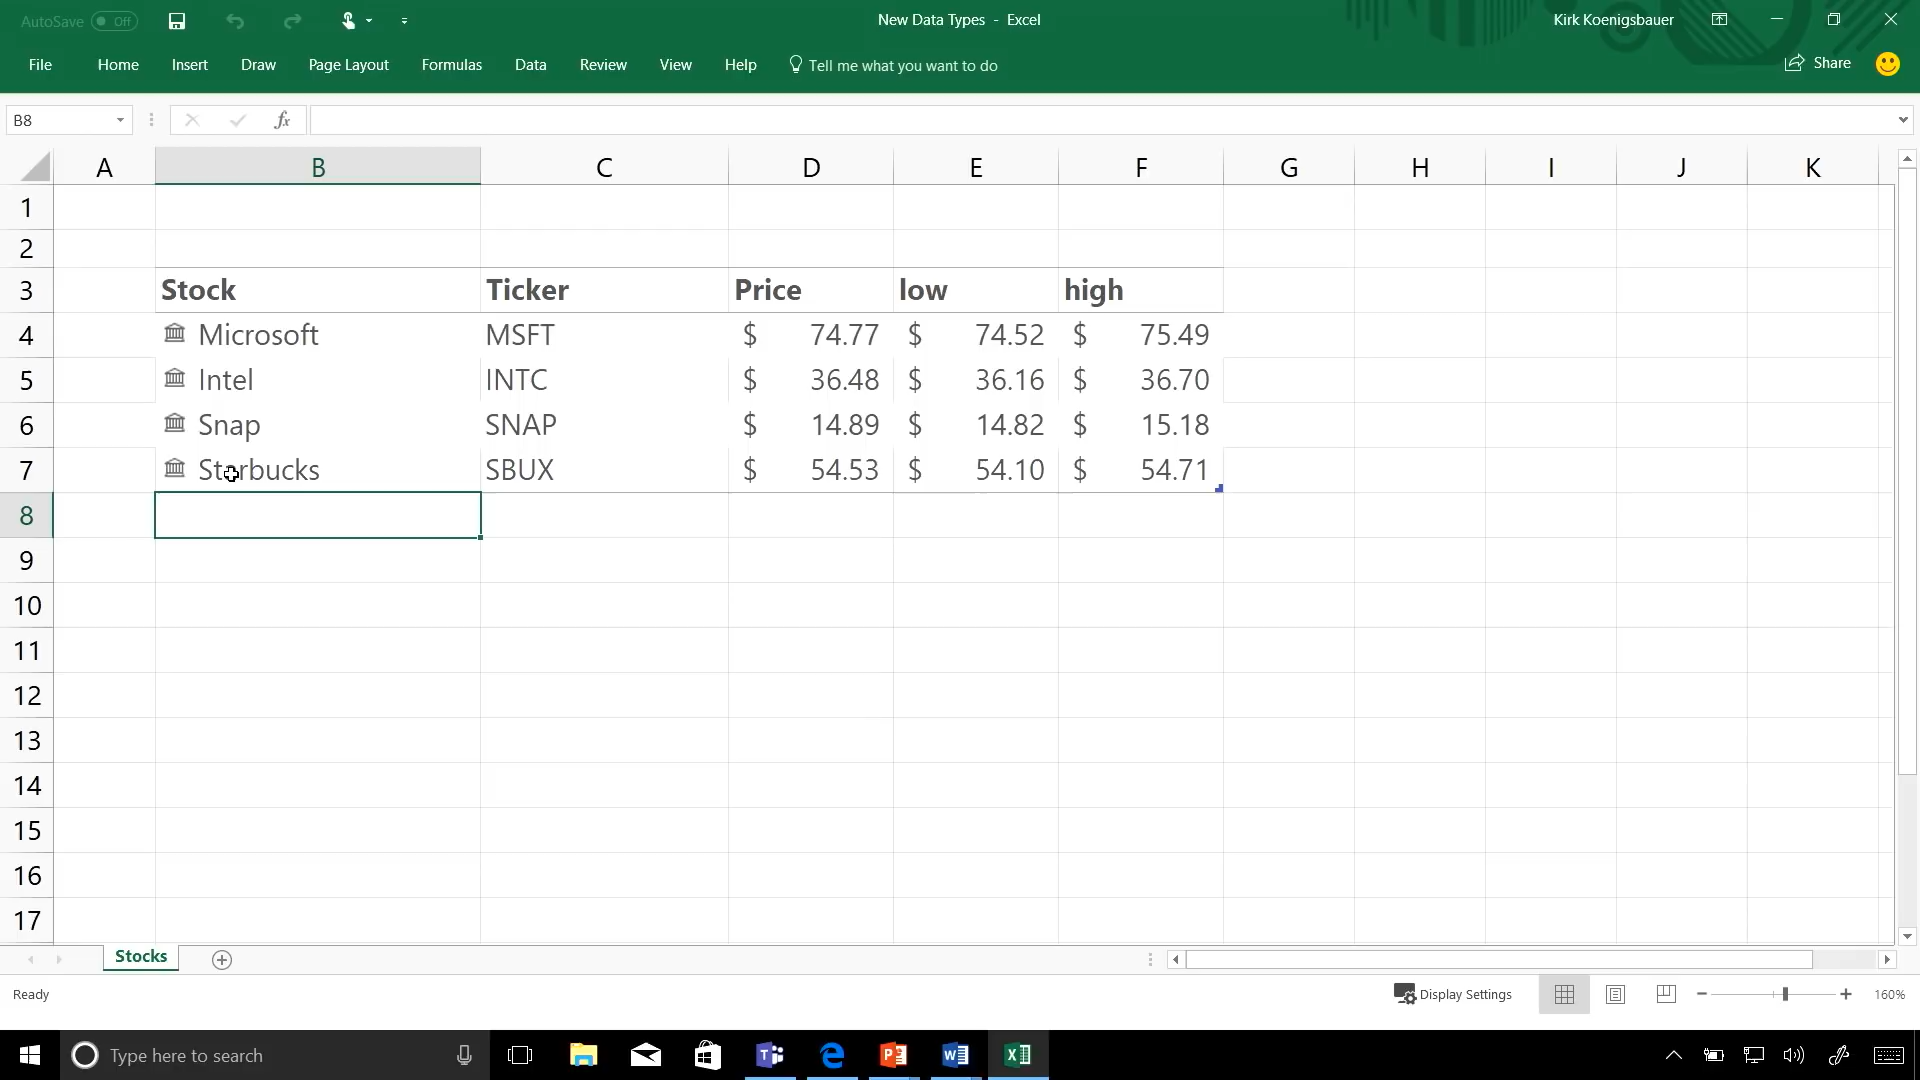 AutoSave Off
New Data Types - Excel
Kirk Koenigsbauer
File Home Insert Draw Page Layout Formulas Data Review View Help Tell me what you want to do Share
B8 fx
A B C D E F G H I J K
1
2
3 Stock Ticker Price low high
4 Microsoft MSFT $ 74.77 $ 74.52 $ 75.49
5 Intel INTC $ 36.48 $ 36.16 $ 36.70
6 Snap SNAP $ 14.89 $ 14.82 $ 15.18
7 Starbucks SBUX $ 54.53 $ 54.10 $ 54.71
8
9
10
11
12
13
14
15
16
17
Stocks
Ready Display Settings 160%
Type here to search